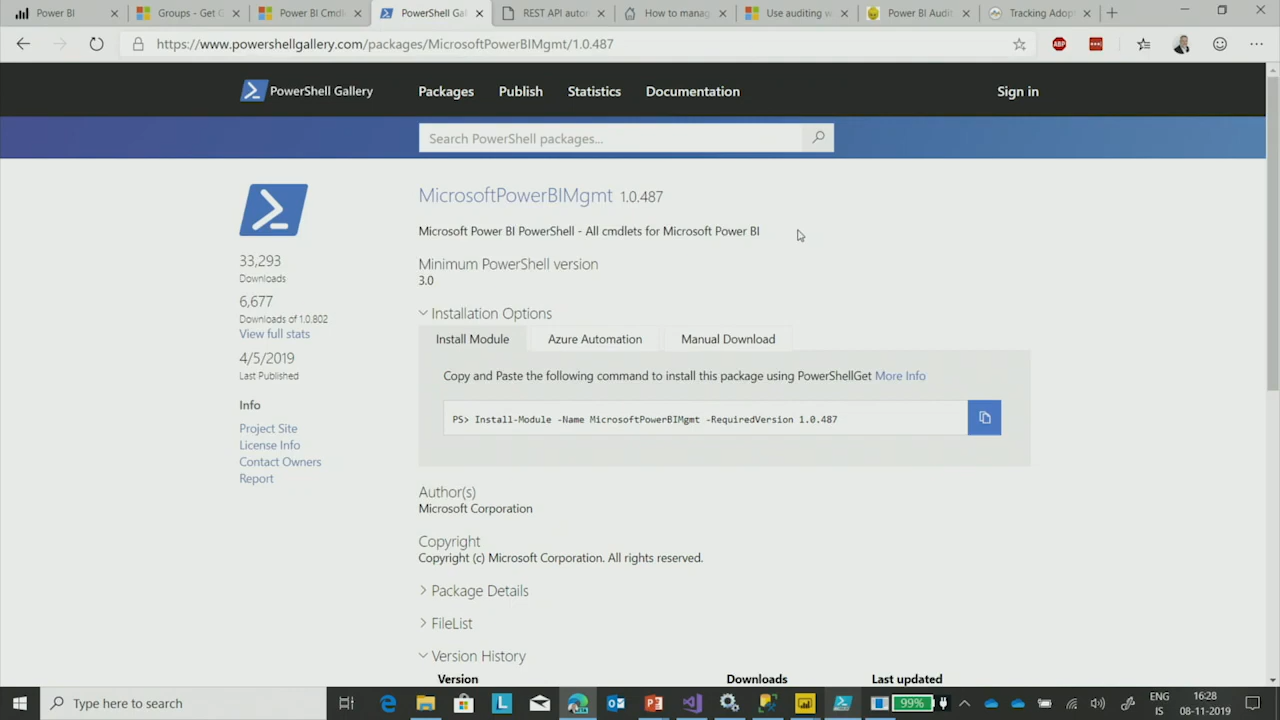 Power BI
Groups - Get G
Power BI Cmdl
PowerShell Gal
REST API autor
How to manag
Use auditing w
Power BI Audit
Tracking Adop
https://www.powershellgallery.com/packages/MicrosoftPowerBIMgmt/1.0.487
ABP
PowerShell Gallery
Packages
Publish
Statistics
Documentation
Sign in
Search PowerShell packages...
MicrosoftPowerBIMgmt 1.0.487
Microsoft Power BI PowerShell - All cmdlets for Microsoft Power BI
Minimum PowerShell version
3.0
33,293
Downloads
6,677
Downloads of 1.0.802
View full stats
4/5/2019
Last Published
Info
Project Site
License Info
Contact Owners
Report
Installation Options
Install Module
Azure Automation
Manual Download
Copy and Paste the following command to install this package using PowerShellGet More Info
PS> Install-Module -Name MicrosoftPowerBIMgmt -RequiredVersion 1.0.487
Author(s)
Microsoft Corporation
Copyright
Copyright (c) Microsoft Corporation. All rights reserved.
Package Details
FileList
Version History
Version
Downloads
Last updated
Type here to search
L
99%
ENG
IS
16:28
08-11-2019